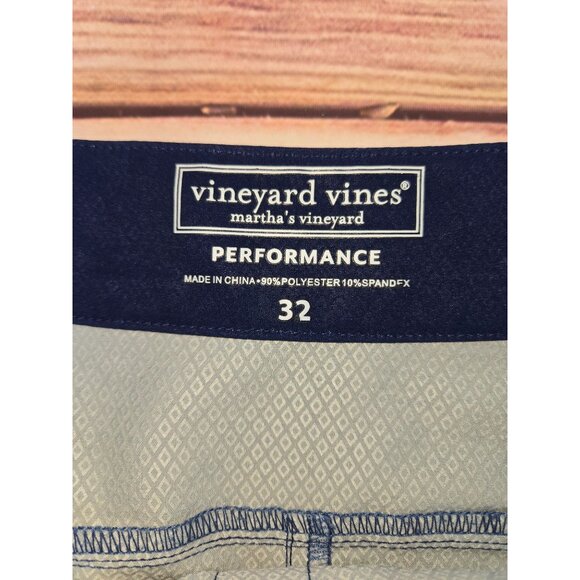 vineyard vines®
martha's vineyard
PERFORMANCE
MADE IN CHINA•90%POLYESTER 10%SPANDEX
32